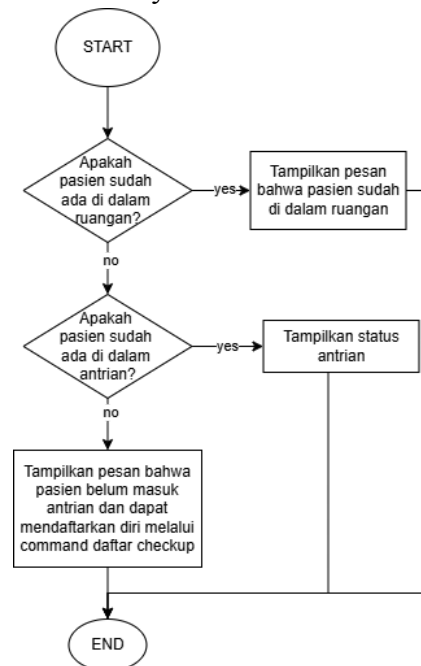 START
Apakah
pasien sudah
ada di dalam
ruangan?
yes
Tampilkan pesan
bahwa pasien sudah
di dalam ruangan
no
Apakah
pasien sudah
ada di dalam
antrian?
yes
Tampilkan status
antrian
no
Tampilkan pesan bahwa
pasien belum masuk
antrian dan dapat
mendaftarkan diri melalui
command daftar checkup
END